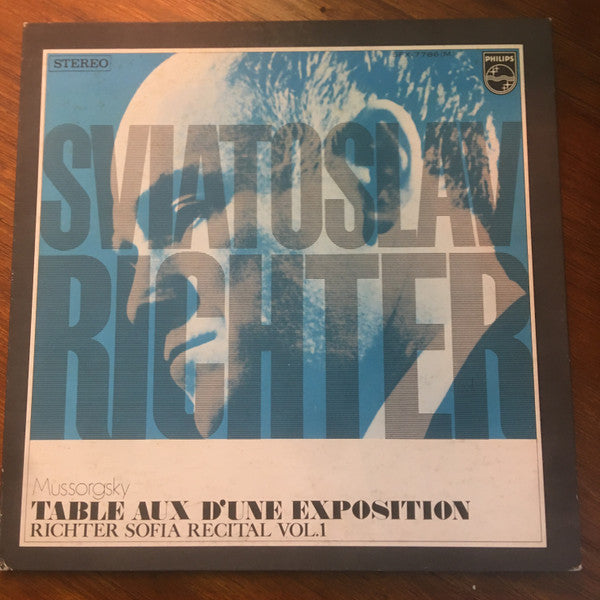 STEREO
PHILIPS
SVIATOSLAV
RICHTER
Mussorgsky
TABLE AUX D'UNE EXPOSITION
RICHTER SOFIA RECITAL VOL.1